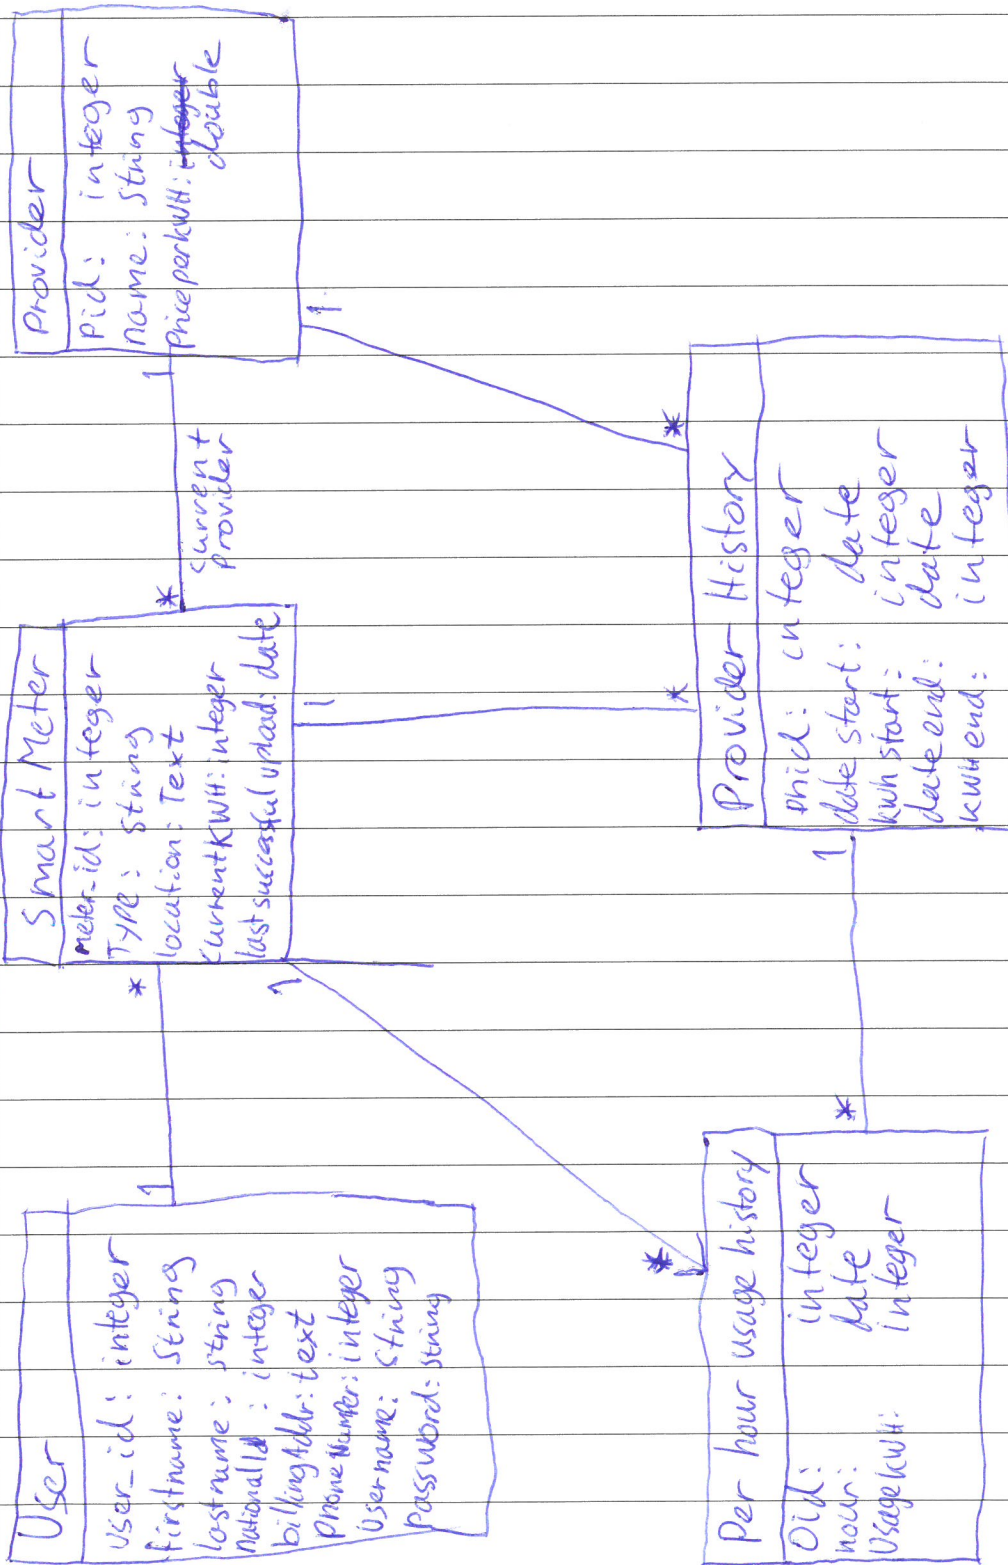 User
user_id: integer
firstname: String
lastname: string
NationalId: integer
billingAddr: text
PhoneNumber: integer
Username: String
Password: String
1
*
Smart Meter
meter_id: integer
Type: String
location: Text
currentKWH: integer
last successful upload: date
*
Current
Provider
1
Provider
Pid: integer
name: String
PriceperkWH: integer
double
1
*
1
*
1
*
Per hour usage history
Oid: integer
hour: date
UsagekWH: integer
*
1
Provider History
Phid: integer
date start: date
kwh start: integer
date end: date
KWH end: integer